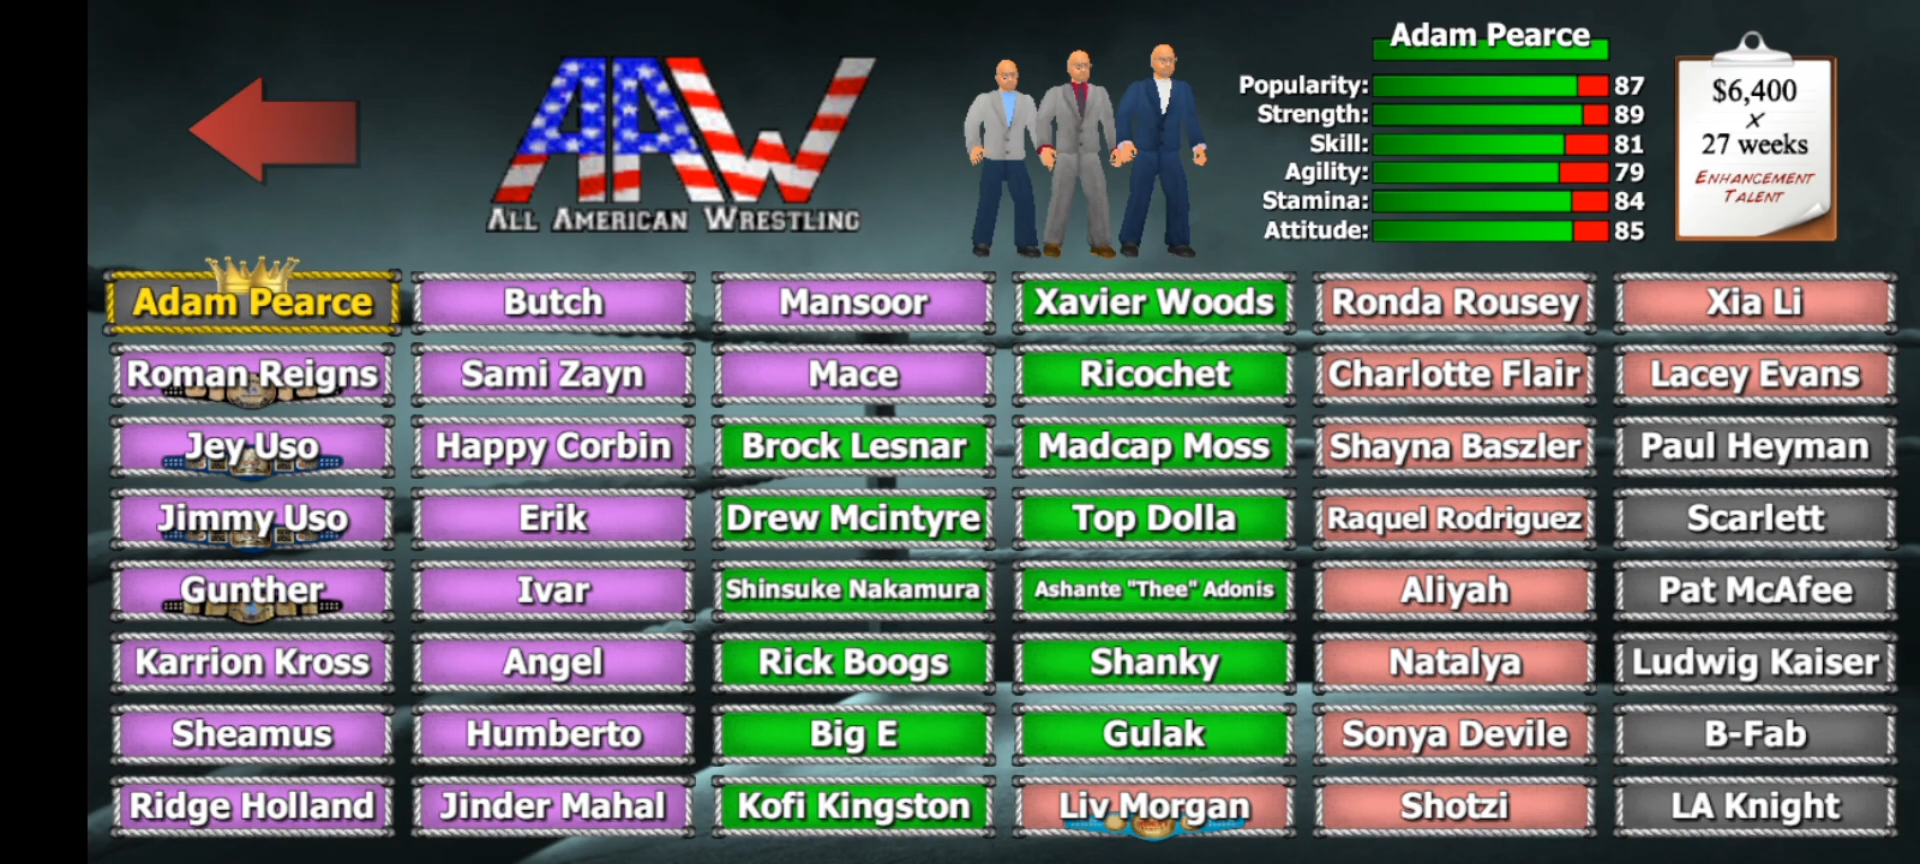 AAW
ALL AMERICAN WRESTLING
Adam Pearce
Popularity: 87
Strength: 89
Skill: 81
Agility: 79
Stamina: 84
Attitude: 85
$6,400
x
27 weeks
ENHANCEMENT
TALENT
Adam Pearce Butch Mansoor Xavier Woods Ronda Rousey Xia Li
Roman Reigns Sami Zayn Mace Ricochet Charlotte Flair Lacey Evans
Jey Uso Happy Corbin Brock Lesnar Madcap Moss Shayna Baszler Paul Heyman
Jimmy Uso Erik Drew Mcintyre Top Dolla Raquel Rodriguez Scarlett
Gunther Ivar Shinsuke Nakamura Ashante "Thee" Adonis Aliyah Pat McAfee
Karrion Kross Angel Rick Boogs Shanky Natalya Ludwig Kaiser
Sheamus Humberto Big E Gulak Sonya Devile B-Fab
Ridge Holland Jinder Mahal Kofi Kingston Liv Morgan Shotzi LA Knight